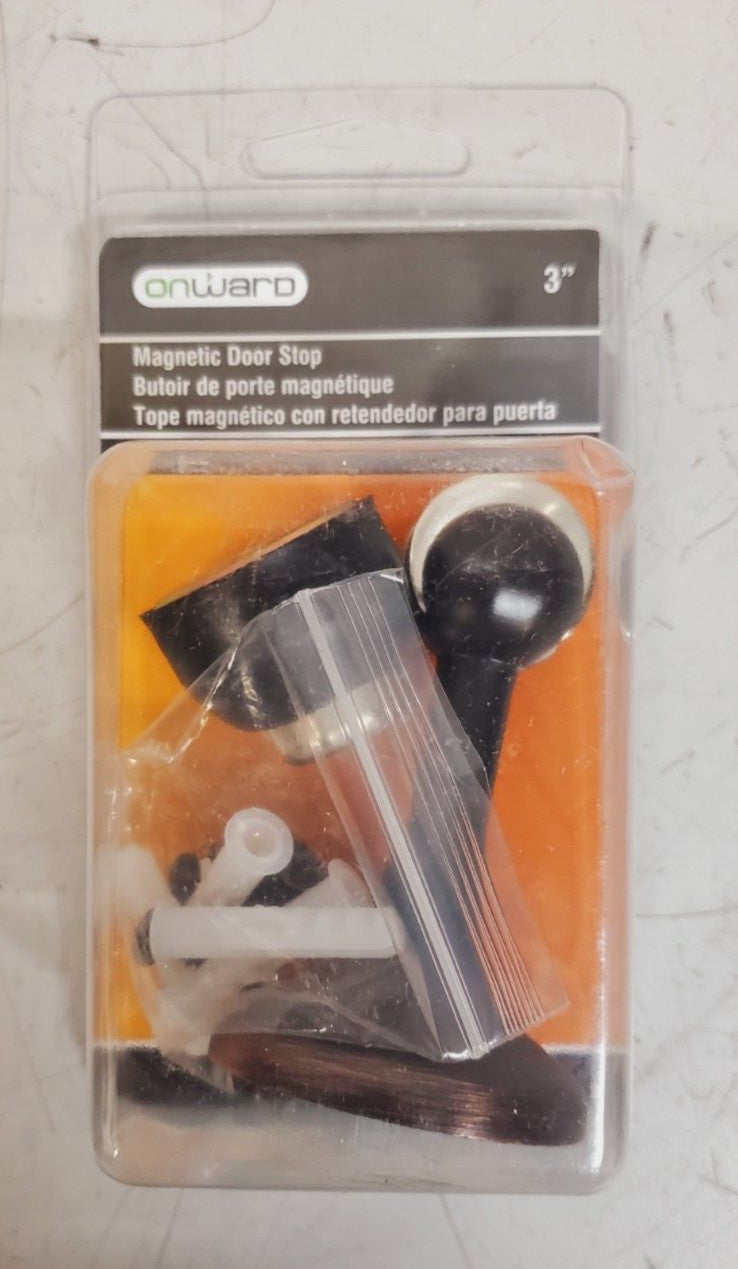 onward
3”
Magnetic Door Stop
Butoir de porte magnétique
Tope magnético con retendedor para puerta